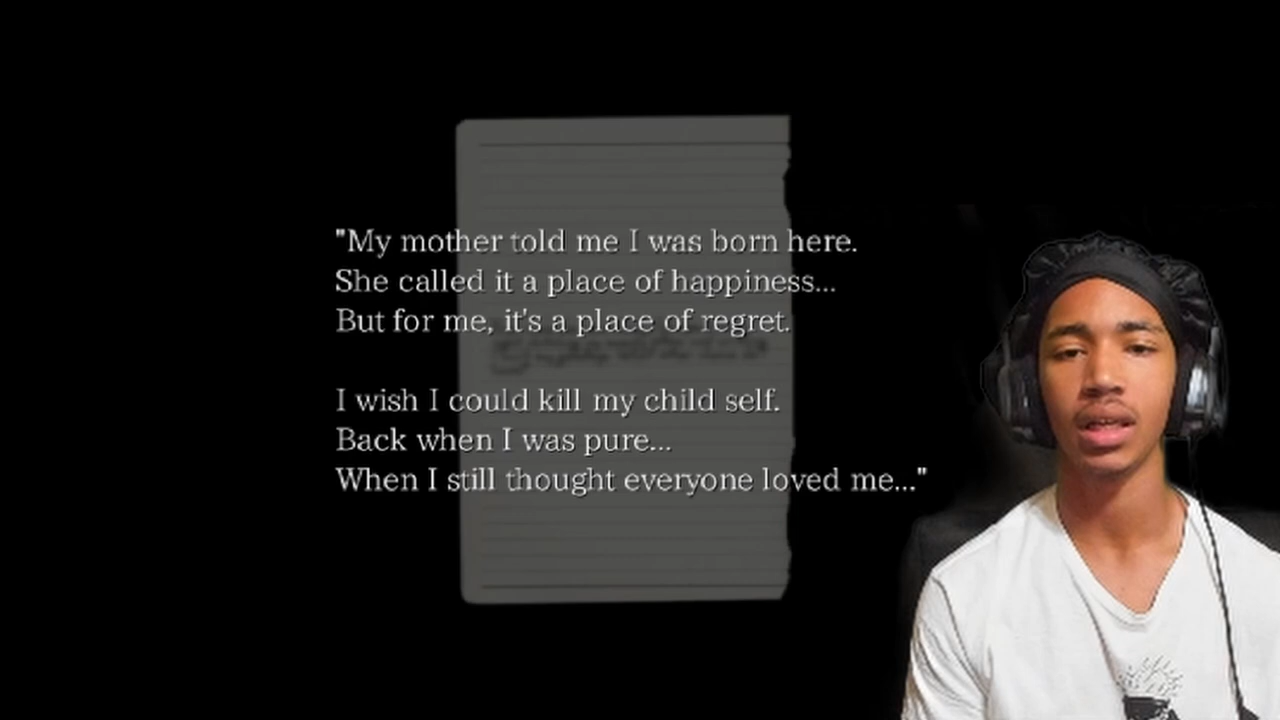 "My mother told me I was born here.
She called it a place of happiness...
But for me, it's a place of regret.
I wish I could kill my child self.
Back when I was pure...
When I still thought everyone loved me..."